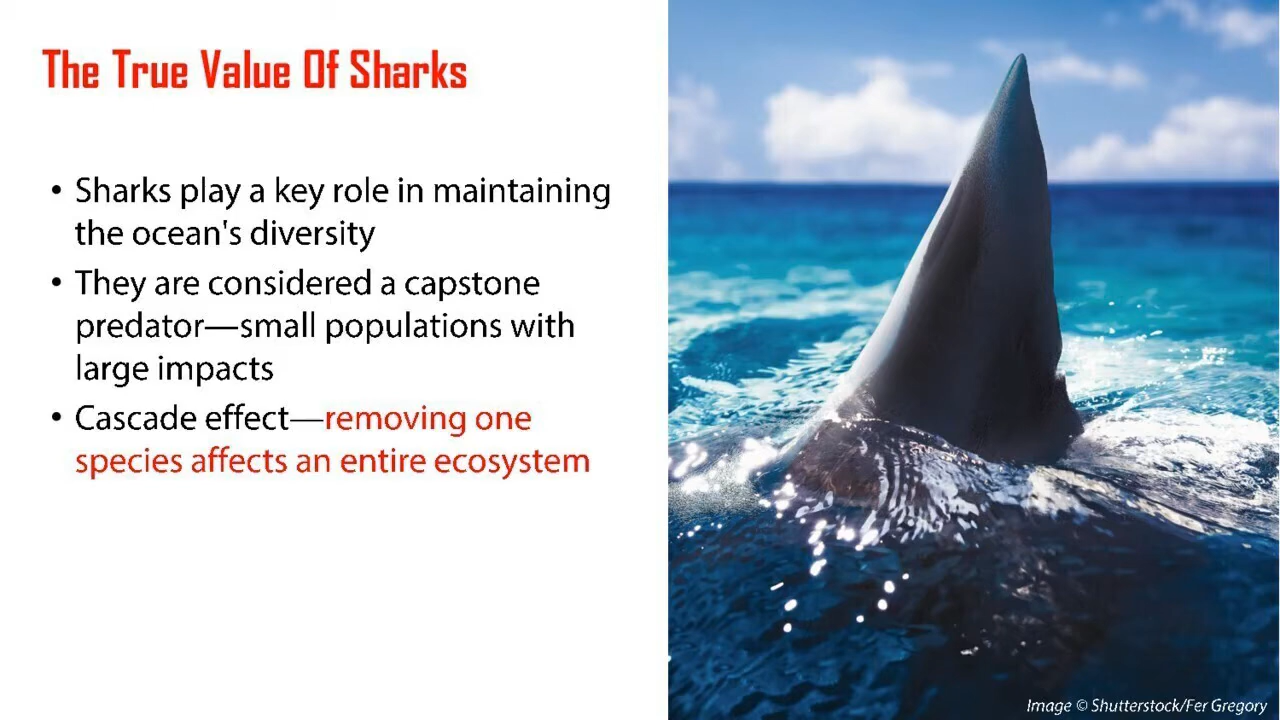 The True Value Of Sharks
• Sharks play a key role in maintaining
the ocean's diversity
• They are considered a capstone
predator—small populations with
large impacts
• Cascade effect—removing one
species affects an entire ecosystem
Image © Shutterstock/Fer Gregory